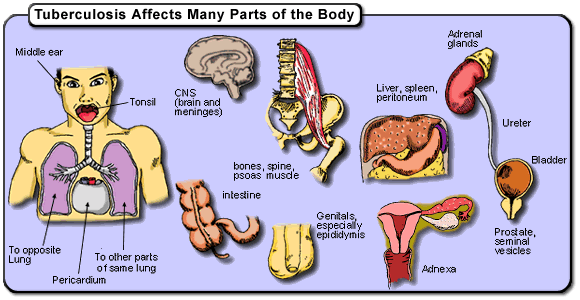 Tuberculosis Affects Many Parts of the Body
Middle ear
Tonsil
CNS
(brain and
meninges)
bones, spine,
psoas muscle
Liver, spleen,
peritoneum
Adrenal
glands
Ureter
Bladder
Prostate,
seminal
vesicles
To opposite
Lung
Pericardium
To other parts
of same lung
intestine
Genitals,
especially
epididymis
Adnexa